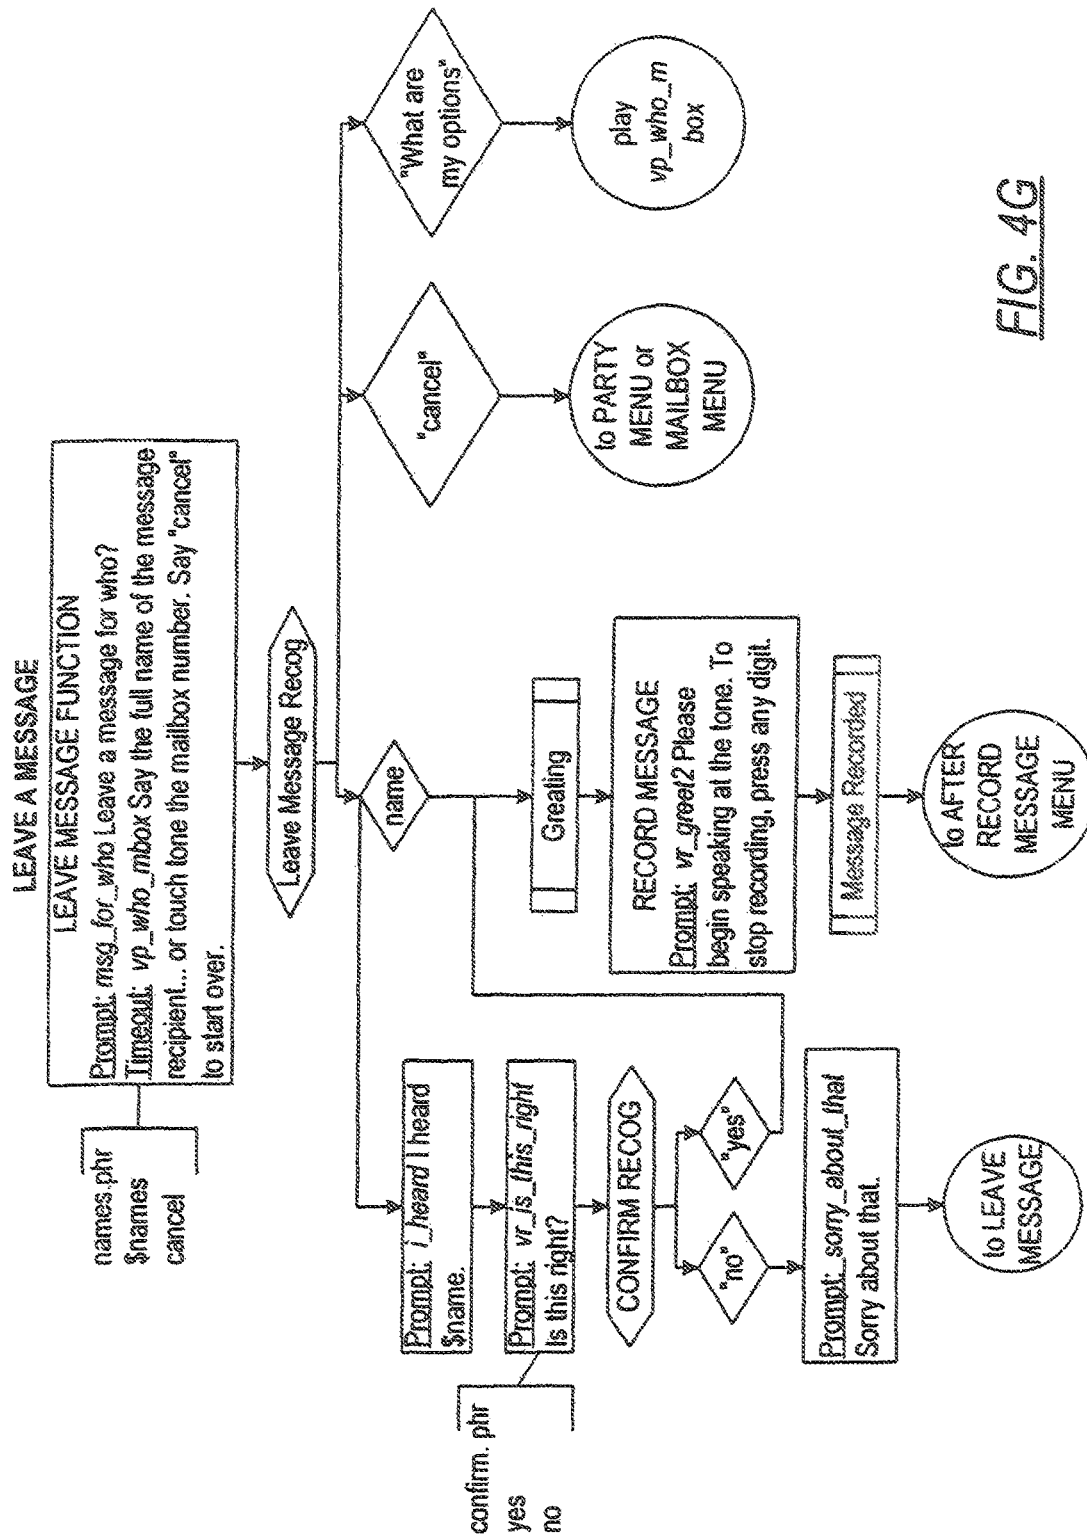 LEAVE A MESSAGE
LEAVE MESSAGE FUNCTION
Prompt: msg_for_who Leave a message for who?
Timeout: vp_who_mbox Say the full name of the message
recipient... or touch tone the mailbox number. Say "cancel"
to start over.
names.phr
$names
cancel
Leave Message Recog
name
"cancel"
"What are
my options"
Prompt: i_heard I heard
$name.
Prompt: vr_is_this_right
Is this right?
confirm. phr
yes
no
CONFIRM RECOG
"no"
"yes"
Prompt: sorry_about_that
Sorry about that.
to LEAVE
MESSAGE
Greating
RECORD MESSAGE
Prompt: vr_greet2 Please
begin speaking at the tone. To
stop recording, press any digit.
Message Recorded
to AFTER
RECORD
MESSAGE
MENU
to PARTY
MENU or
MAILBOX
MENU
play
vp_who_m
box
FIG. 4G